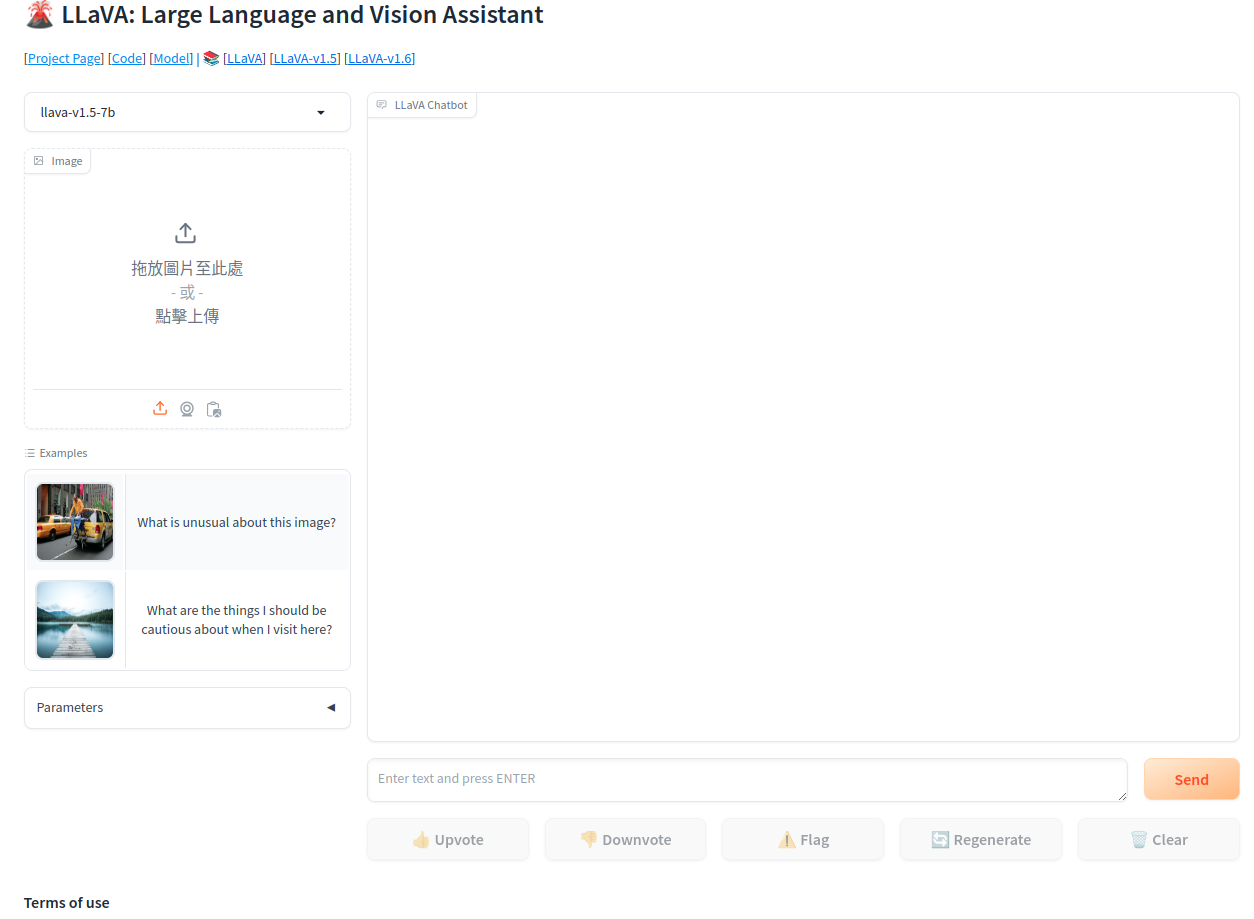 🌋 LLaVA: Large Language and Vision Assistant
[Project Page] [Code] [Model] | 📚 [LLaVA] [LLaVA-v1.5] [LLaVA-v1.6]
llava-v1.5-7b
Image
拖放圖片至此處
- 或 -
點擊上傳
Examples
What is unusual about this image?
What are the things I should be
cautious about when I visit here?
Parameters
LLaVA Chatbot
Enter text and press ENTER
Send
👍 Upvote
👎 Downvote
⚠️ Flag
🔄 Regenerate
🗑️ Clear
Terms of use